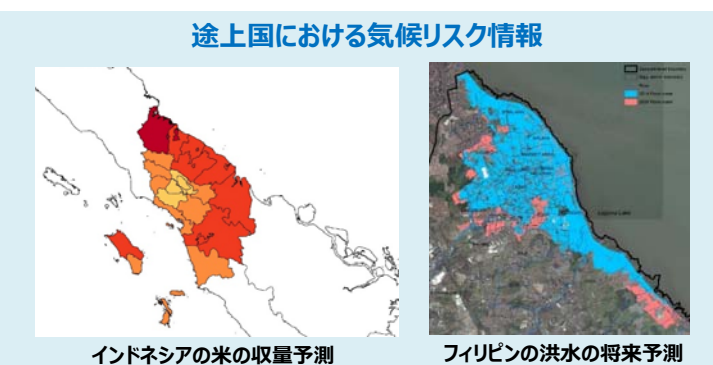 途上国における気候リスク情報
Laguna Lake
インドネシアの米の収量予測
フィリピンの洪水の将来予測